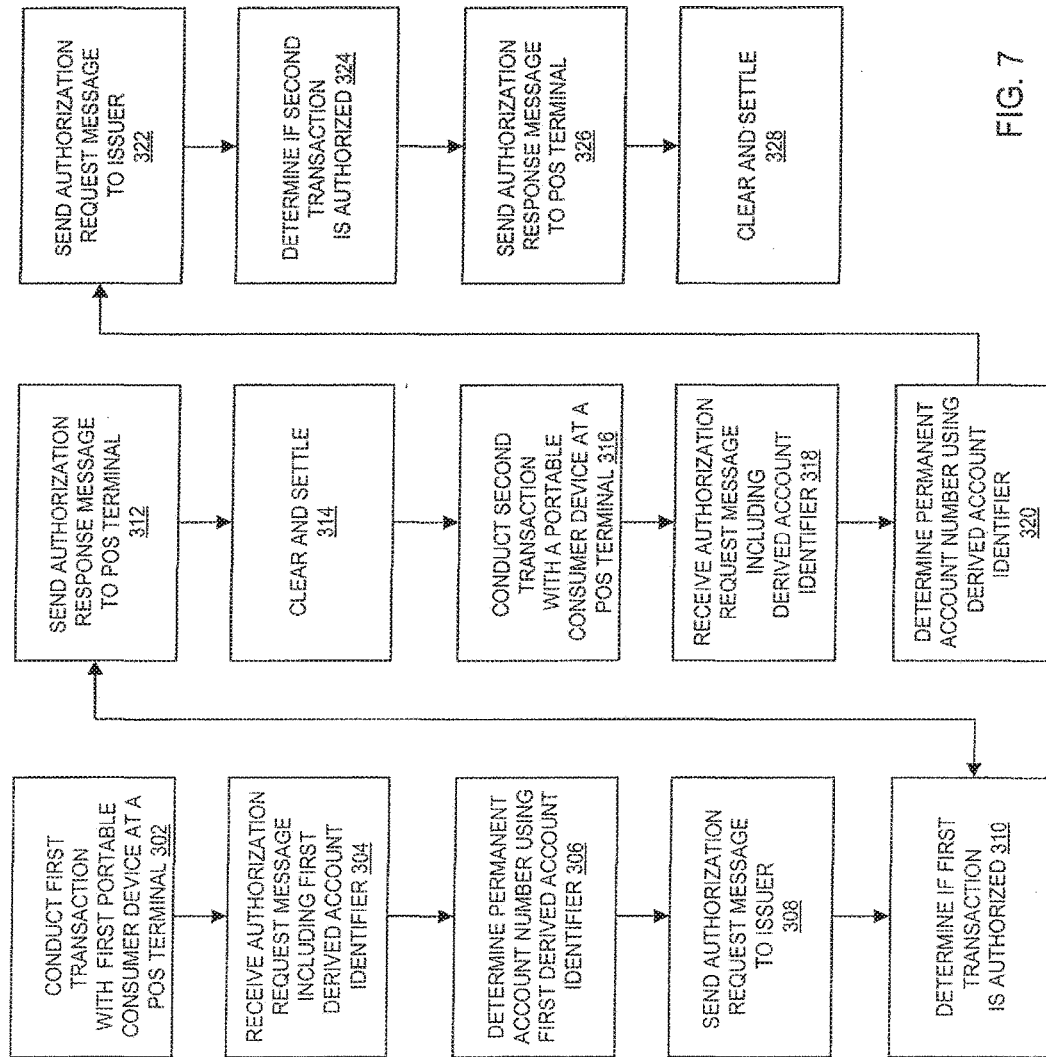 CONDUCT FIRST
TRANSACTION
WITH FIRST PORTABLE
CONSUMER DEVICE AT A
POS TERMINAL 302
RECEIVE AUTHORIZATION
REQUEST MESSAGE
INCLUDING FIRST
DERIVED ACCOUNT
IDENTIFIER 304
DETERMINE PERMANENT
ACCOUNT NUMBER USING
FIRST DERIVED ACCOUNT
IDENTIFIER 306
SEND AUTHORIZATION
REQUEST MESSAGE
TO ISSUER
308
DETERMINE IF FIRST
TRANSACTION
IS AUTHORIZED 310
SEND AUTHORIZATION
RESPONSE MESSAGE
TO POS TERMINAL
312
CLEAR AND SETTLE
314
CONDUCT SECOND
TRANSACTION
WITH A PORTABLE
CONSUMER DEVICE AT A
POS TERMINAL 316
RECEIVE AUTHORIZATION
REQUEST MESSAGE
INCLUDING
DERIVED ACCOUNT
IDENTIFIER 318
DETERMINE PERMANENT
ACCOUNT NUMBER USING
DERIVED ACCOUNT
IDENTIFIER
320
SEND AUTHORIZATION
REQUEST MESSAGE
TO ISSUER
322
DETERMINE IF SECOND
TRANSACTION
IS AUTHORIZED 324
SEND AUTHORIZATION
RESPONSE MESSAGE
TO POS TERMINAL
326
CLEAR AND SETTLE
328
FIG. 7